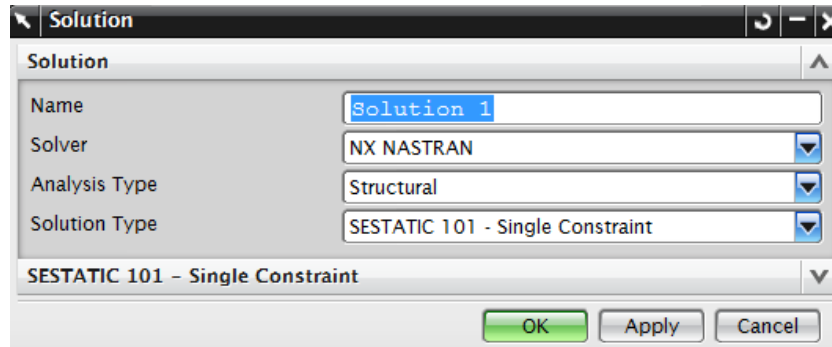 Solution
Solution
Name
Solution 1
Solver
NX NASTRAN
Analysis Type
Structural
Solution Type
SESTATIC 101 - Single Constraint
SESTATIC 101 - Single Constraint
OK Apply Cancel